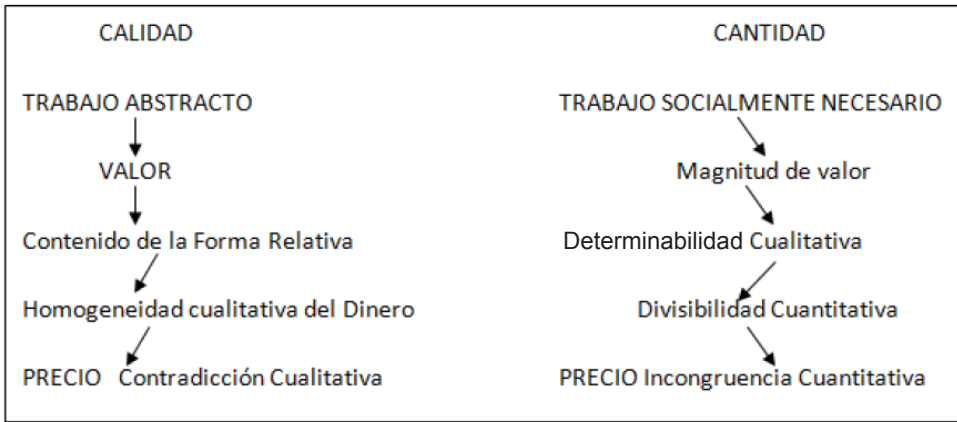 CALIDAD CANTIDAD
TRABAJO ABSTRACTO TRABAJO SOCIALMENTE NECESARIO
VALOR Magnitud de valor
Contenido de la Forma Relativa Determinabilidad Cualitativa
Homogeneidad cualitativa del Dinero Divisibilidad Cuantitativa
PRECIO Contradicción Cualitativa PRECIO Incongruencia Cuantitativa